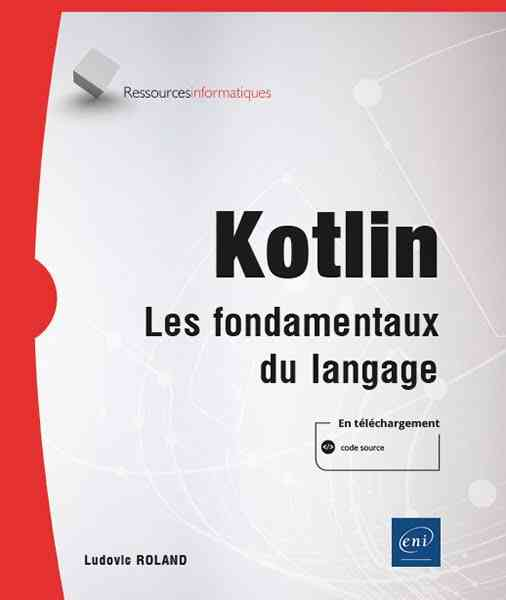 Ressourcesinformatiques
Kotlin
Les fondamentaux
du langage
En téléchargement
</>
code source
eni
Ludovic ROLAND